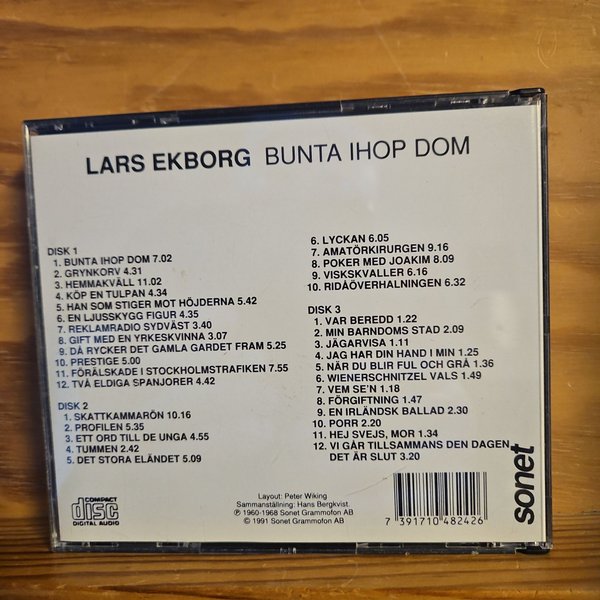 LARS EKBORG BUNTA IHOP DOM
DISK 1
1. BUNTA IHOP DOM 7.02
2. GRYNKORV 4.31
3. HEMMAKVÄLL 11.02
4. KÖP EN TULPAN 4.34
5. HAN SOM STIGER MOT HÖJDERNA 5.42
6. EN LJUSSKYGG FIGUR 4.35
7. REKLAMRADIO SYDVÄST 3.40
8. GIFT MED EN YRKESKVINNA 3.07
9. DÅ RYCKER DET GAMLA GARDET FRAM 5.25
10. PRESTIGE 5.00
11. FÖRÄLSKADE I STOCKHOLMSTRAFIKEN 7.55
12. TVÅ ELDIGA SPANJORER 4.42
DISK 2
1. SKATTKAMMARÖN 10.16
2. PROFILEN 5.35
3. ETT ORD TILL DE UNGA 4.55
4. TUMMEN 2.42
5. DET STORA ELÄNDET 5.09
6. LYCKAN 6.05
7. AMATÖRKIRURGEN 9.16
8. POKER MED JOAKIM 8.09
9. VISKSKVALLER 6.16
10. RIDÅÖVERHALNINGEN 6.32
DISK 3
1. VAR BEREDD 1.22
2. MIN BARNDOMS STAD 2.09
3. JÄGARVISA 1.11
4. JAG HAR DIN HAND I MIN 1.25
5. NÄR DU BLIR FUL OCH GRÅ 1.36
6. WIENERSCHNITZEL VALS 1.49
7. VEM SE'N 1.18
8. FÖRGIFTNING 1.47
9. EN IRLÄNDSK BALLAD 2.30
10. PORR 2.20
11. HEJ SVEJS, MOR 1.34
12. VI GÅR TILLSAMMANS DEN DAGEN
DET ÄR SLUT 3.20
COMPACT
disc
DIGITAL AUDIO
Layout: Peter Wiking
Sammanställning: Hans Bergkvist
℗ 1960-1968 Sonet Grammofon AB
© 1991 Sonet Grammofon AB
7 391710 482426
sonet